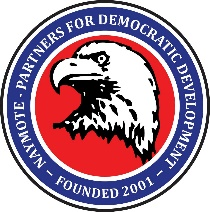 NAYMOTE - PARTNERS FOR DEMOCRATIC DEVELOPMENT
- FOUNDED 2001 -